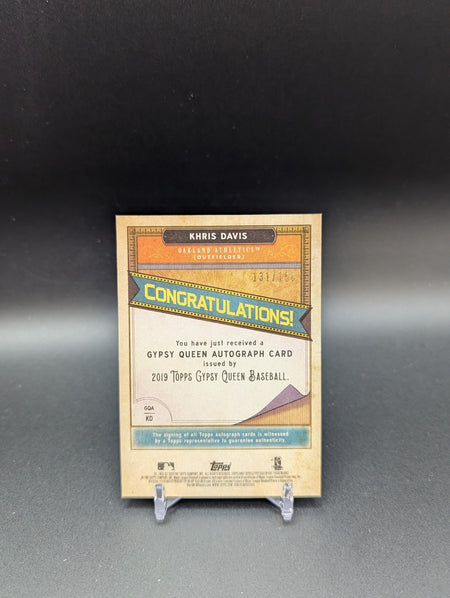 KHRIS DAVIS
OAKLAND ATHLETICS™
(OUTFIELDER)
CONGRATULATIONS!
You have just received a
GYPSY QUEEN AUTOGRAPH CARD
issued by
2019 TOPPS GYPSY QUEEN BASEBALL.
GQA
KD
The signing of all Topps autograph cards is witnessed
by a Topps representative to guarantee authenticity.
Topps